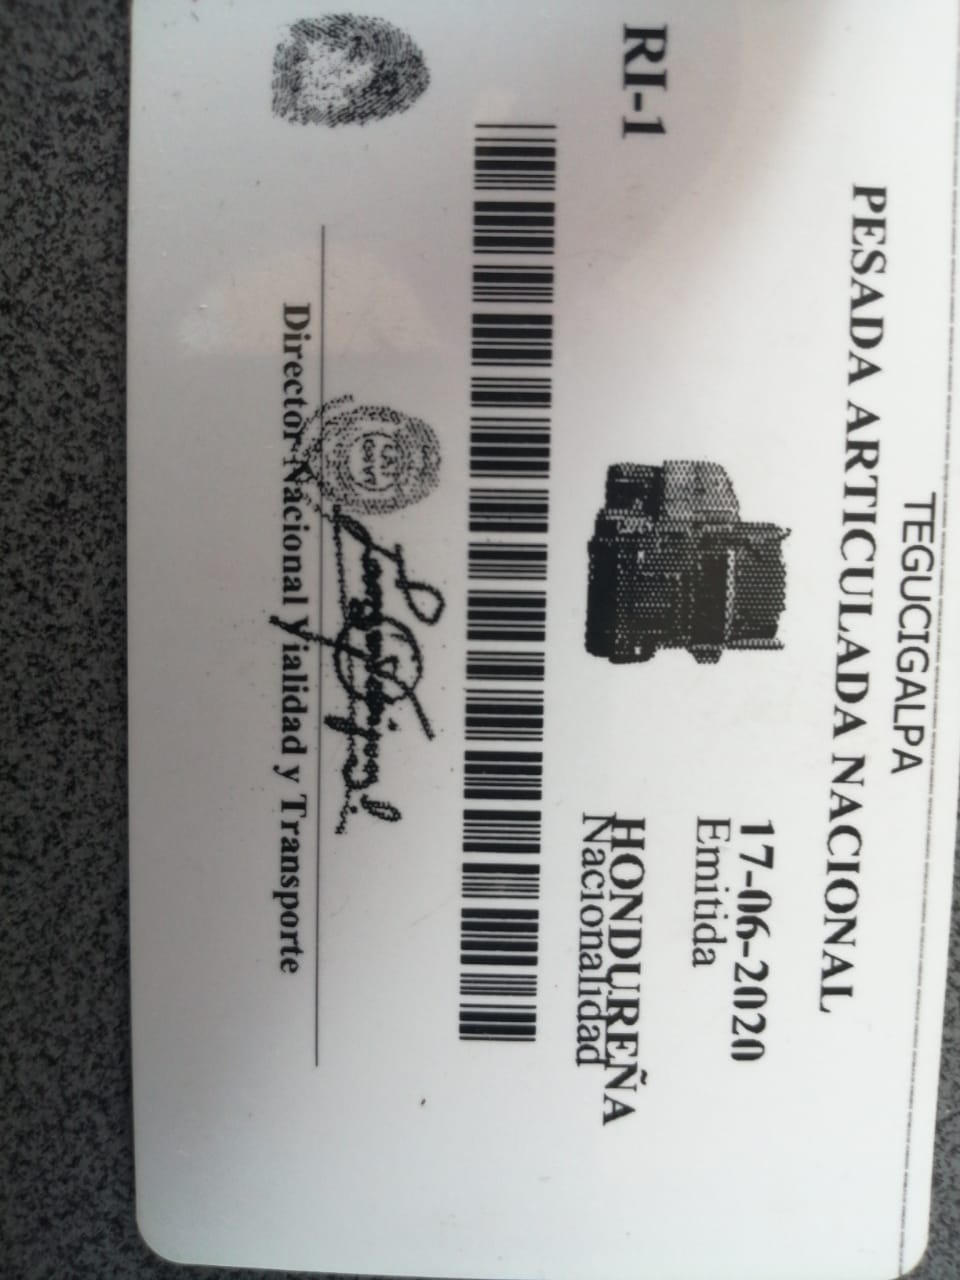 TEGUCIGALPA
PESADA ARTICULADA NACIONAL
17-06-2020
Emitida
RI-1
HONDUREÑA
Nacionalidad
Director Nacional Vialidad y Transporte